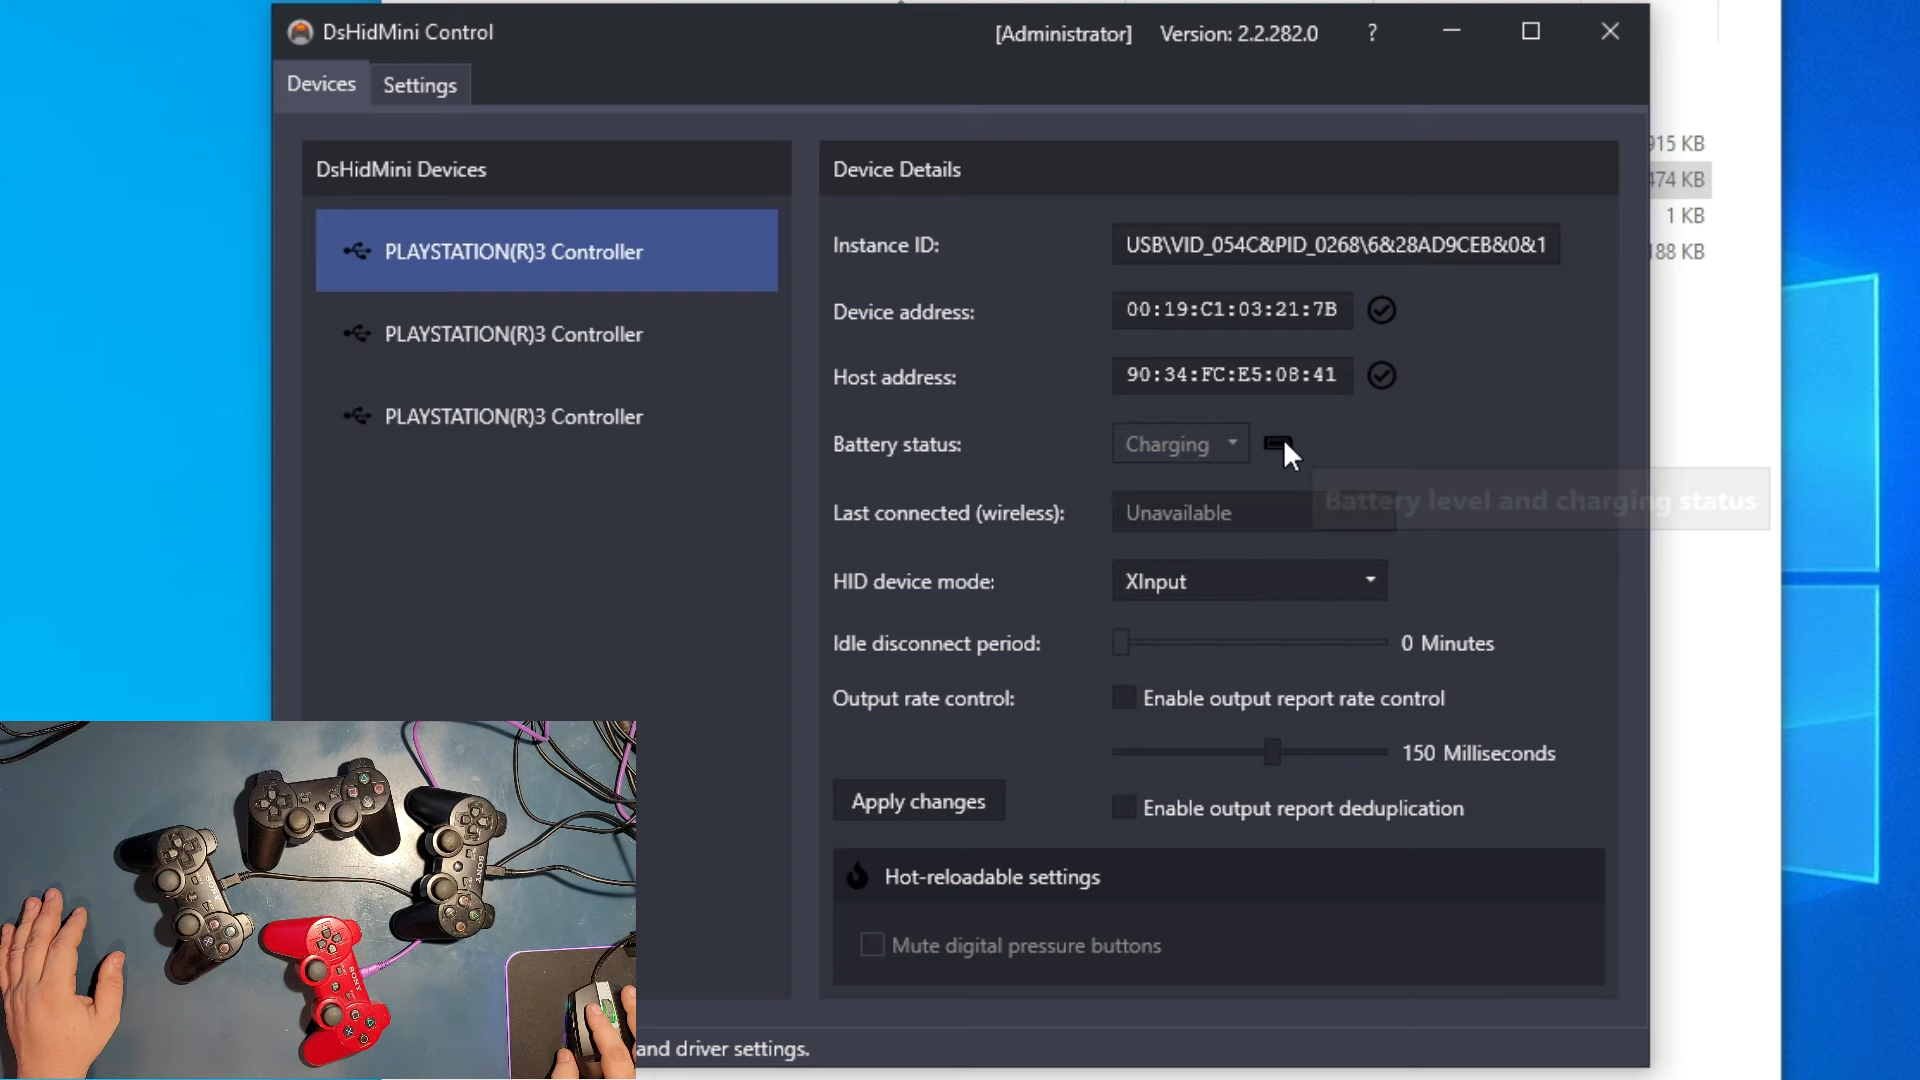 DsHidMini Control
[Administrator] Version: 2.2.282.0 ?
Devices
Settings
DsHidMini Devices
PLAYSTATION(R)3 Controller
PLAYSTATION(R)3 Controller
PLAYSTATION(R)3 Controller
Device Details
Instance ID: USB\VID_054C&PID_0268\6&28AD9CEB&0&1
Device address: 00:19:C1:03:21:7B
Host address: 90:34:FC:E5:08:41
Battery status: Charging
Battery level and charging status
Last connected (wireless): Unavailable
HID device mode: XInput
Idle disconnect period: 0 Minutes
Output rate control: Enable output report rate control
150 Milliseconds
Apply changes
Enable output report deduplication
Hot-reloadable settings
Mute digital pressure buttons
and driver settings.
915 KB
474 KB
1 KB
188 KB
SONY
SONY
SONY